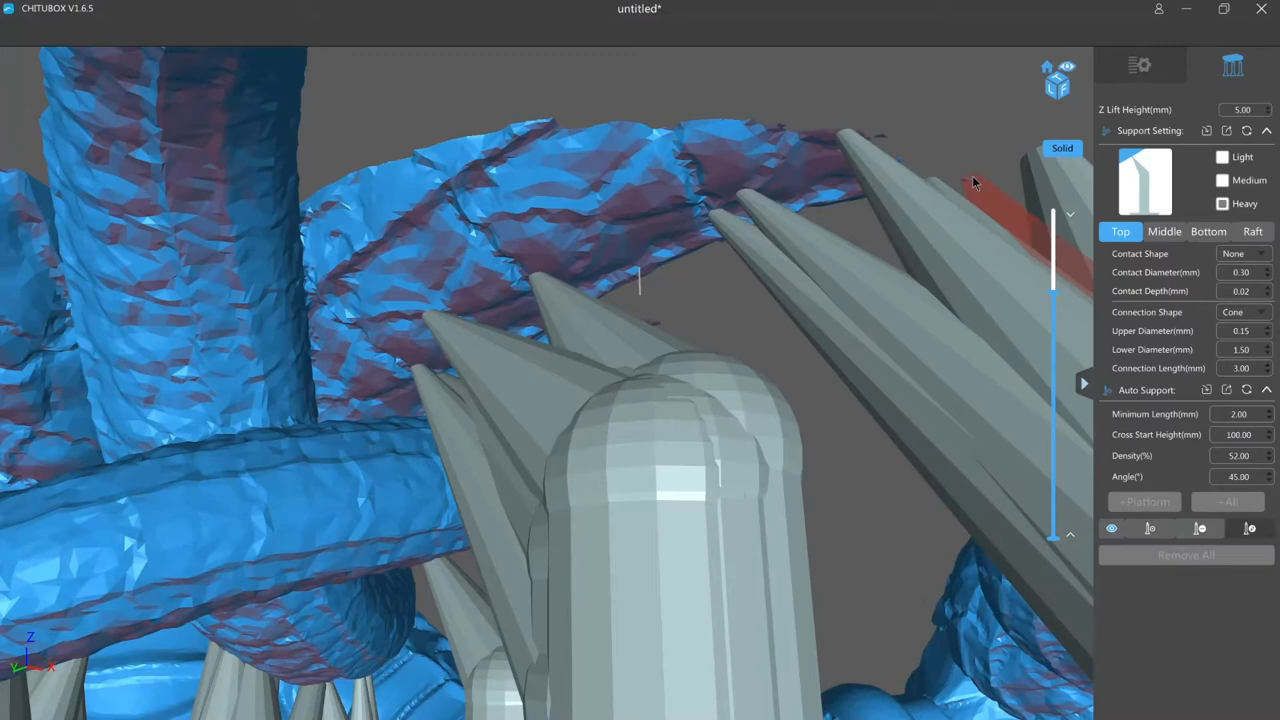 CHITUBOX V1.6.5
untitled*
Z Lift Height(mm) 5.00
Support Setting:
Light
Medium
Heavy
Top Middle Bottom Raft
Contact Shape None
Contact Diameter(mm) 0.30
Contact Depth(mm) 0.02
Connection Shape Cone
Upper Diameter(mm) 0.15
Lower Diameter(mm) 1.50
Connection Length(mm) 3.00
Auto Support:
Minimum Length(mm) 2.00
Cross Start Height(mm) 100.00
Density(%) 52.00
Angle(°) 45.00
+Platform +All
Remove All
Solid
T
L F
Z
Y X